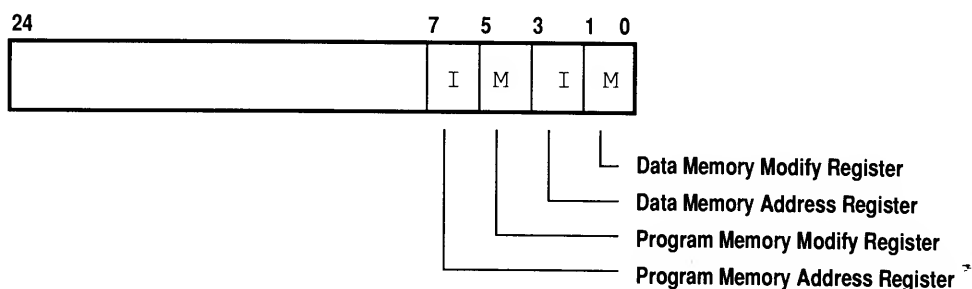 24 7 5 3 1 0
I M I M
Data Memory Modify Register
Data Memory Address Register
Program Memory Modify Register
Program Memory Address Register